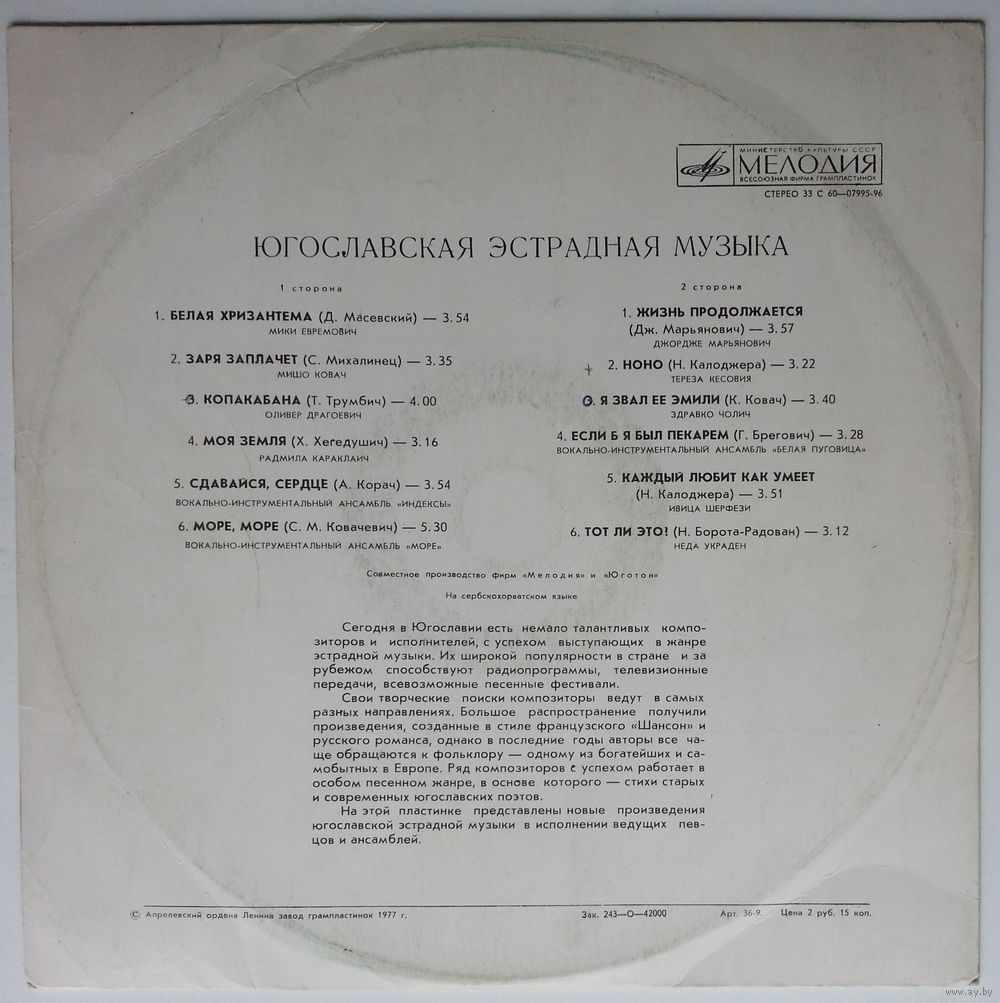 МИНИСТЕРСТВО КУЛЬТУРЫ СССР
МЕЛОДИЯ
ВСЕСОЮЗНАЯ ФИРМА ГРАМПЛАСТИНОК
СТЕРЕО 33 С 60—07995-96
ЮГОСЛАВСКАЯ ЭСТРАДНАЯ МУЗЫКА
1 сторона
1. БЕЛАЯ ХРИЗАНТЕМА (Д. Масевский) — 3.54
МИКИ ЕВРЕМОВИЧ
2. ЗАРЯ ЗАПЛАЧЕТ (С. Михалинец) — 3.35
МИШО КОВАЧ
3. КОПАКАБАНА (Т. Трумбич) — 4.00
ОЛИВЕР ДРАГОЕВИЧ
4. МОЯ ЗЕМЛЯ (Х. Хегедушич) — 3.16
РАДМИЛА КАРАКЛАИЧ
5. СДАВАЙСЯ, СЕРДЦЕ (А. Корач) — 3.54
ВОКАЛЬНО-ИНСТРУМЕНТАЛЬНЫЙ АНСАМБЛЬ «ИНДЕКСЫ»
6. МОРЕ, МОРЕ (С. М. Ковачевич) — 5.30
ВОКАЛЬНО-ИНСТРУМЕНТАЛЬНЫЙ АНСАМБЛЬ «МОРЕ»
2 сторона
1. ЖИЗНЬ ПРОДОЛЖАЕТСЯ
(Дж. Марьянович) — 3.57
ДЖОРДЖЕ МАРЬЯНОВИЧ
2. НОНО (Н. Калоджера) — 3.22
ТЕРЕЗА КЕСОВИЯ
3. Я ЗВАЛ ЕЕ ЭМИЛИ (К. Ковач) — 3.40
ЗДРАВКО ЧОЛИЧ
4. ЕСЛИ Б Я БЫЛ ПЕКАРЕМ (Г. Брегович) — 3.28
ВОКАЛЬНО-ИНСТРУМЕНТАЛЬНЫЙ АНСАМБЛЬ «БЕЛАЯ ПУГОВИЦА»
5. КАЖДЫЙ ЛЮБИТ КАК УМЕЕТ
(Н. Калоджера) — 3.51
ИВИЦА ШЕРФЕЗИ
6. ТОТ ЛИ ЭТО? (Н. Борота-Радован) — 3.12
НЕДА УКРАДЕН
Совместное производство фирм «Мелодия» и «Юготон»
На сербскохорватском языке
Сегодня в Югославии есть немало талантливых компо-
зиторов и исполнителей, с успехом выступающих в жанре
эстрадной музыки. Их широкой популярности в стране и за
рубежом способствуют радиопрограммы, телевизионные
передачи, всевозможные песенные фестивали.
Свои творческие поиски композиторы ведут в самых
разных направлениях. Большое распространение получили
произведения, созданные в стиле французского «Шансон» и
русского романса, однако в последние годы авторы все ча-
ще обращаются к фольклору — одному из богатейших и са-
мобытных в Европе. Ряд композиторов с успехом работает в
особом песенном жанре, в основе которого — стихи старых
и современных югославских поэтов.
На этой пластинке представлены новые произведения
югославской эстрадной музыки в исполнении ведущих пев-
цов и ансамблей.
© Апрелевский ордена Ленина завод грампластинок 1977 г. Зак. 243—О—42000 Арт. 36-9. Цена 2 руб. 15 коп.
www.ay.by